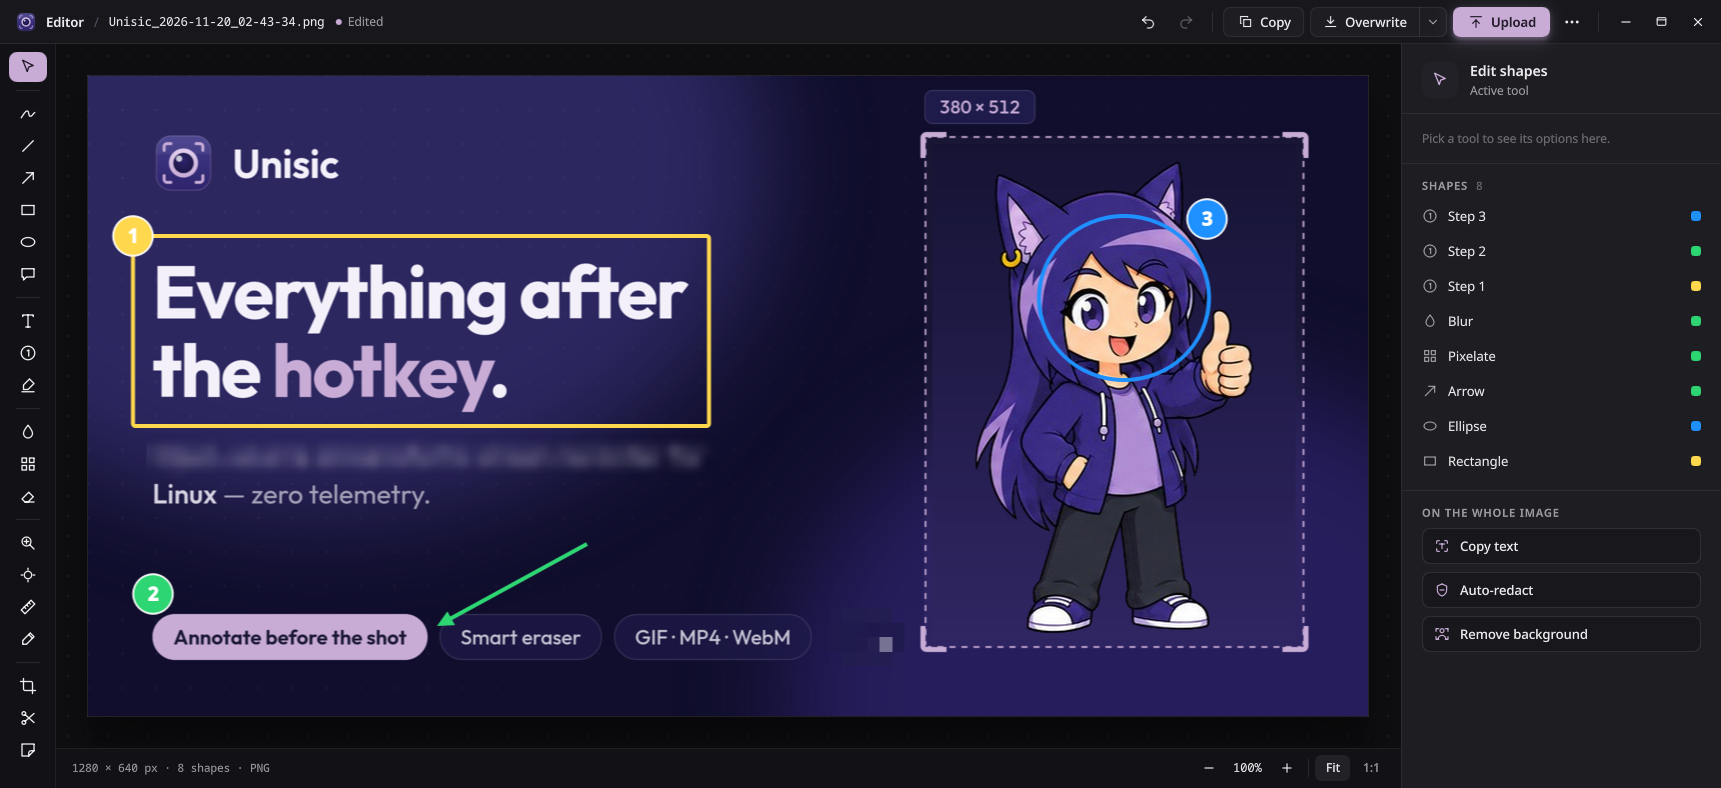 Editor / Unisic_2026-11-20_02-43-34.png Edited
Copy
Overwrite
Upload
Edit shapes
Active tool
Pick a tool to see its options here.
SHAPES 8
Step 3
Step 2
Step 1
Blur
Pixelate
Arrow
Ellipse
Rectangle
ON THE WHOLE IMAGE
Copy text
Auto-redact
Remove background
380 × 512
Unisic
1
Everything after
the hotkey.
Linux — zero telemetry.
2
Annotate before the shot
Smart eraser
GIF · MP4 · WebM
3
1280 × 640 px · 8 shapes · PNG
100%
Fit
1:1